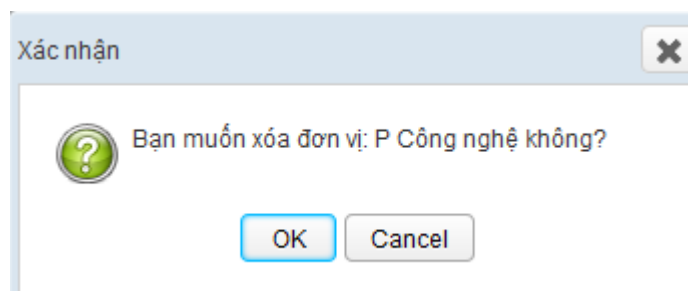 Xác nhận
Bạn muốn xóa đơn vị: P Công nghệ không?
OK Cancel